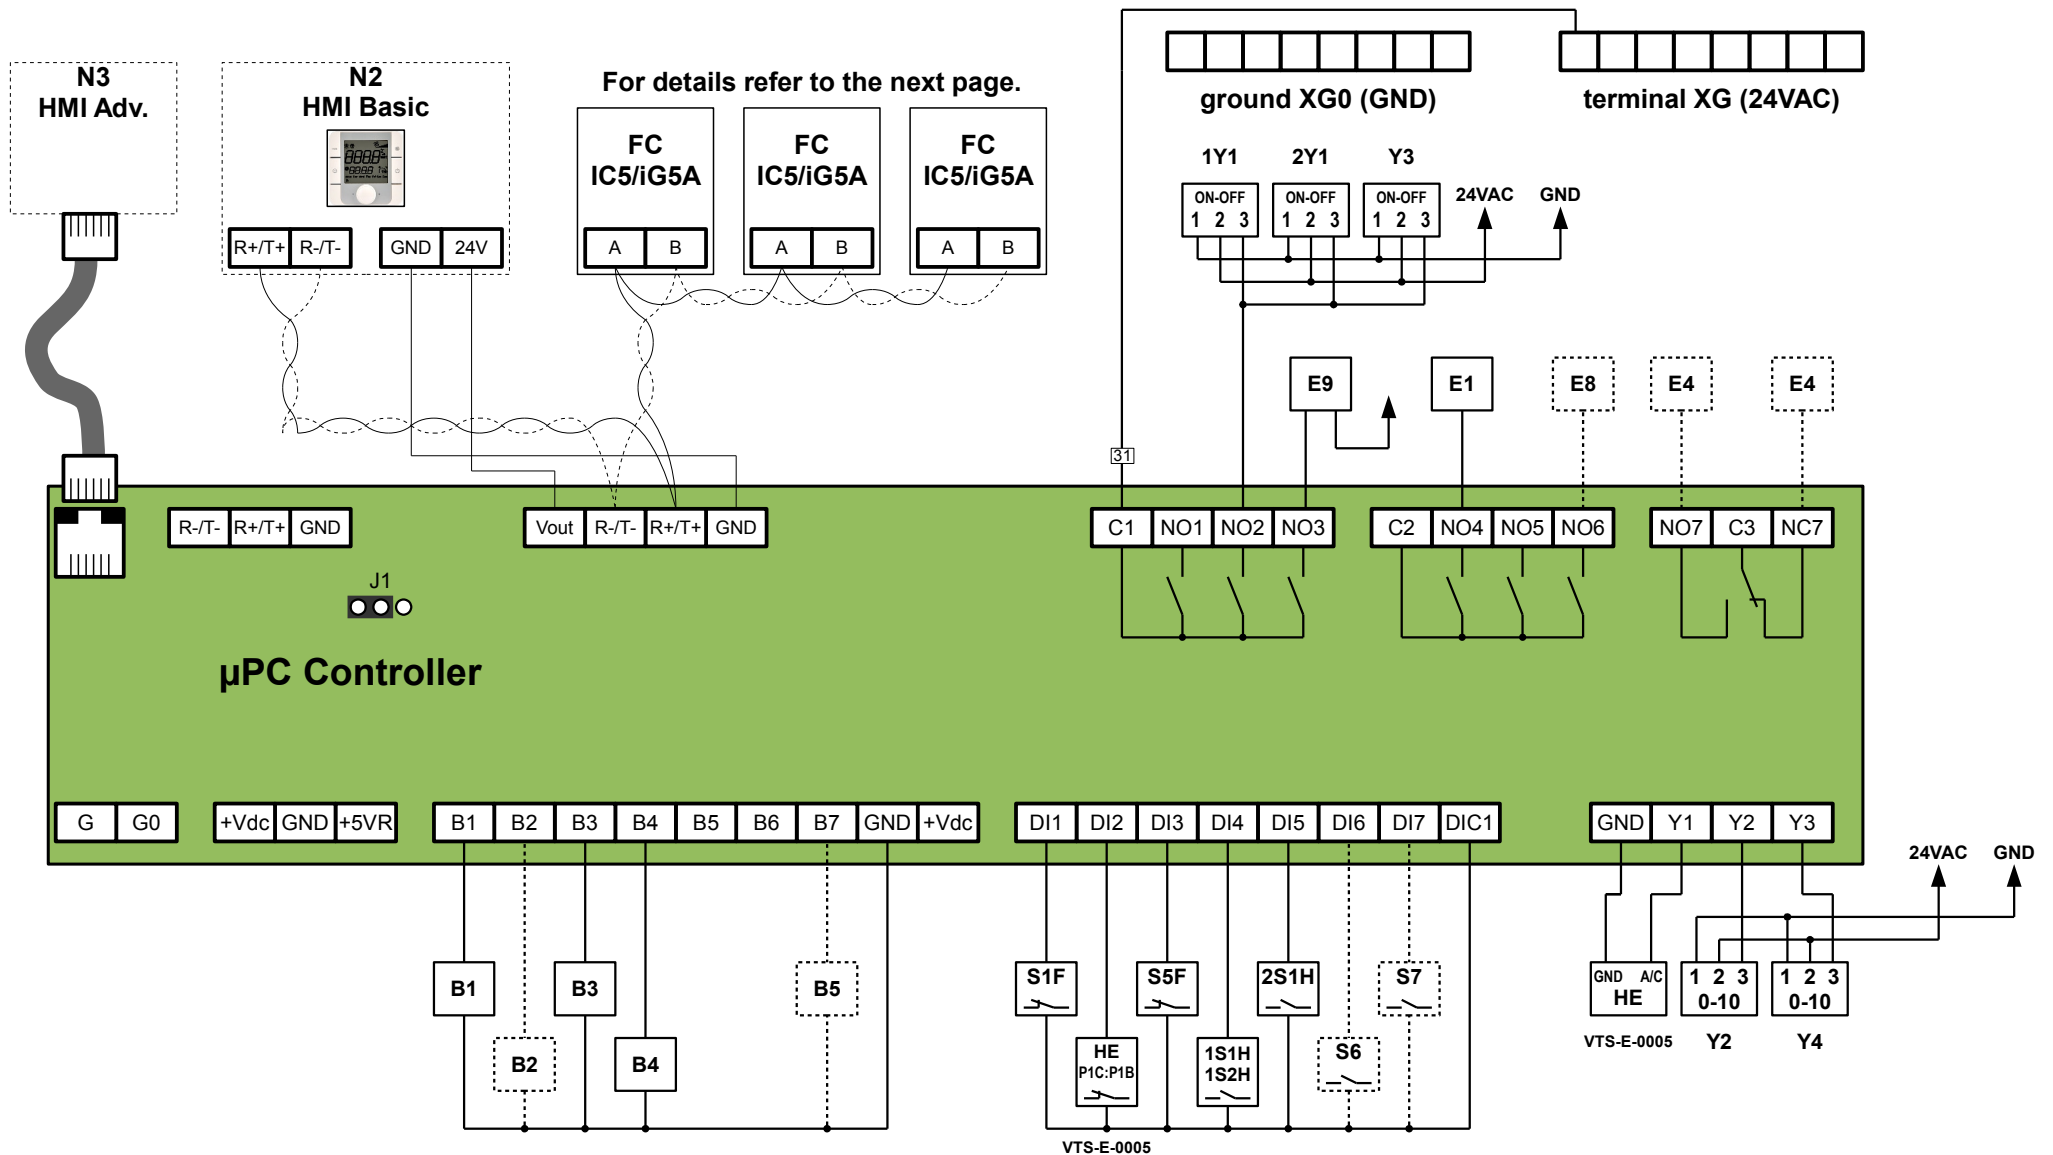 N3
HMI Adv.
N2
HMI Basic
R+/T+ R-/T- GND 24V
For details refer to the next page.
FC
IC5/iG5A
A B
FC
IC5/iG5A
A B
FC
IC5/iG5A
A B
ground XG0 (GND)
terminal XG (24VAC)
1Y1 2Y1 Y3
ON-OFF ON-OFF ON-OFF
1 2 3 1 2 3 1 2 3
24VAC GND
E9 E1 E8 E4 E4
31
R-/T- R+/T+ GND
Vout R-/T- R+/T+ GND
C1 NO1 NO2 NO3
C2 NO4 NO5 NO6
NO7 C3 NC7
J1
µPC Controller
G G0
+Vdc GND +5VR
B1 B2 B3 B4 B5 B6 B7 GND +Vdc
DI1 DI2 DI3 DI4 DI5 DI6 DI7 DIC1
GND Y1 Y2 Y3
24VAC GND
B1 B3 B5
B2 B4
S1F S5F 2S1H S7
HE
P1C:P1B
1S1H
1S2H
S6
VTS-E-0005
GND A/C
HE
1 2 3
0-10
1 2 3
0-10
VTS-E-0005 Y2 Y4